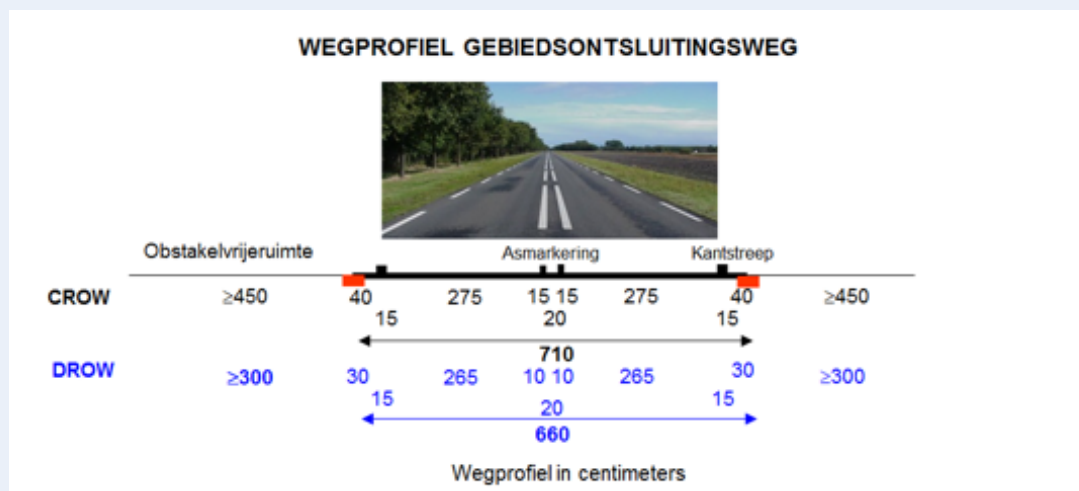 WEGPROFIEL GEBIEDSONTSLUITINGSWEG
Obstakelvrijeruimte Asmarkering Kantstreep
CROW ≥450 40 275 15 15 275 40 ≥450
15 20 15
710
DROW ≥300 30 265 10 10 265 30 ≥300
15 20 15
660
Wegprofiel in centimeters